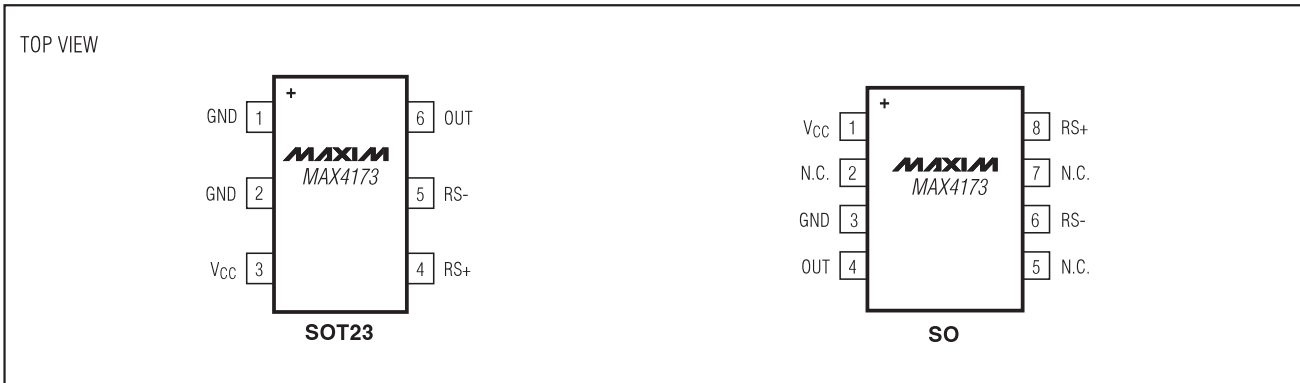 TOP VIEW
+
GND 1
6 OUT
MAXIM
MAX4173
GND 2
5 RS-
VCC 3
4 RS+
SOT23
+
VCC 1
8 RS+
MAXIM
MAX4173
N.C. 2
7 N.C.
GND 3
6 RS-
OUT 4
5 N.C.
SO